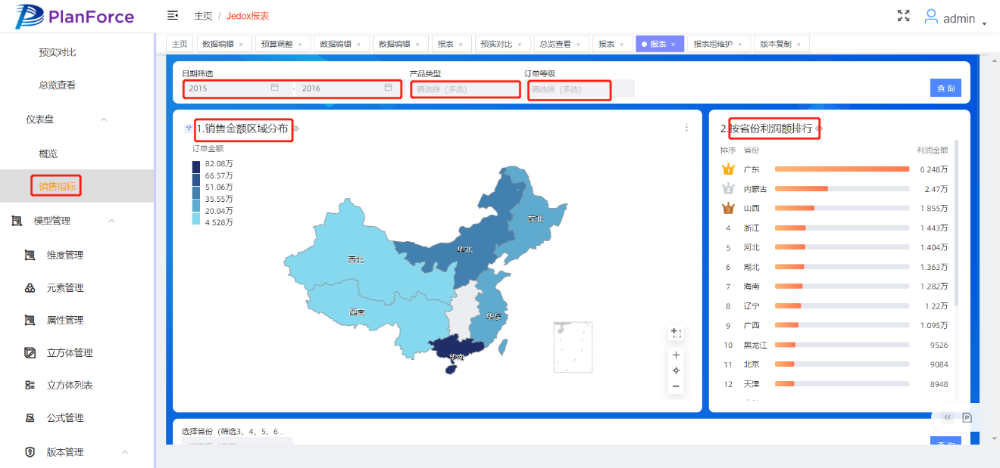 PlanForce
主页 / Jedox报表
admin
预实对比
总览查看
仪表盘
概览
销售指标
模型管理
维度管理
元素管理
属性管理
立方体管理
立方体列表
公式管理
版本管理
主页 数据编辑 × 预算调整 × 数据编辑 × 数据编辑 × 报表 × 预实对比 × 总览查看 × 报表 × 报表 × 报表组维护 × 版本复制 ×
日期筛选 产品类型 订单等级
2015 - 2016 请选择（多选） 请选择（多选） 查询
1.销售金额区域分布
订单金额
82.08万
66.57万
51.06万
35.55万
20.04万
4.528万
东北
华北
西北
西南
华东
华南
2.按省份利润额排行
排序 省份 利润金额
1 广东 6.248万
2 内蒙古 2.47万
3 山西 1.855万
4 浙江 1.443万
5 河北 1.404万
6 湖北 1.363万
7 海南 1.282万
8 辽宁 1.22万
9 广西 1.095万
10 黑龙江 9526
11 北京 9084
12 天津 8948
选择省份（筛选3、4、5、6...